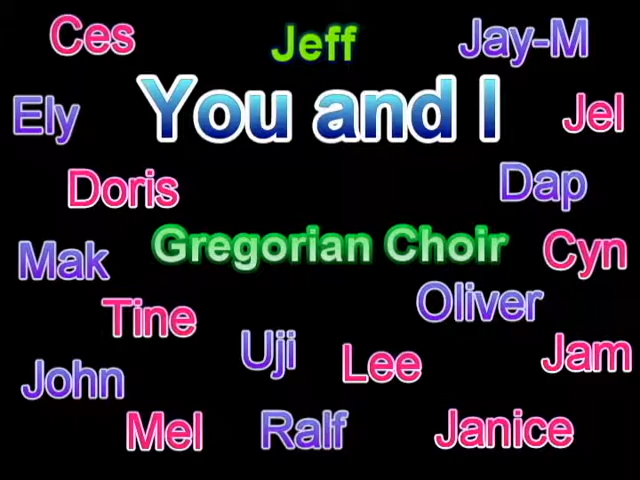 Ces
Jeff
Jay-M
You and I
Ely
Jel
Doris
Dap
Gregorian Choir
Mak
Cyn
Oliver
Tine
Uji
Lee
Jam
John
Mel
Ralf
Janice